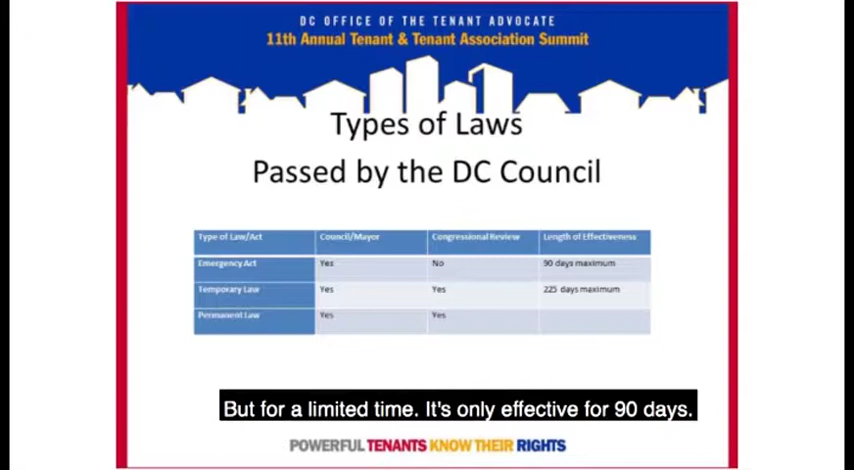 DC OFFICE OF THE TENANT ADVOCATE
11th Annual Tenant & Tenant Association Summit
Types of Laws
Passed by the DC Council
Type of Law/Act Council/Mayor Congressional Review Length of Effectiveness
Emergency Act Yes No 90 days maximum
Temporary Law Yes Yes 225 days maximum
Permanent Law Yes Yes
But for a limited time. It's only effective for 90 days.
POWERFUL TENANTS KNOW THEIR RIGHTS